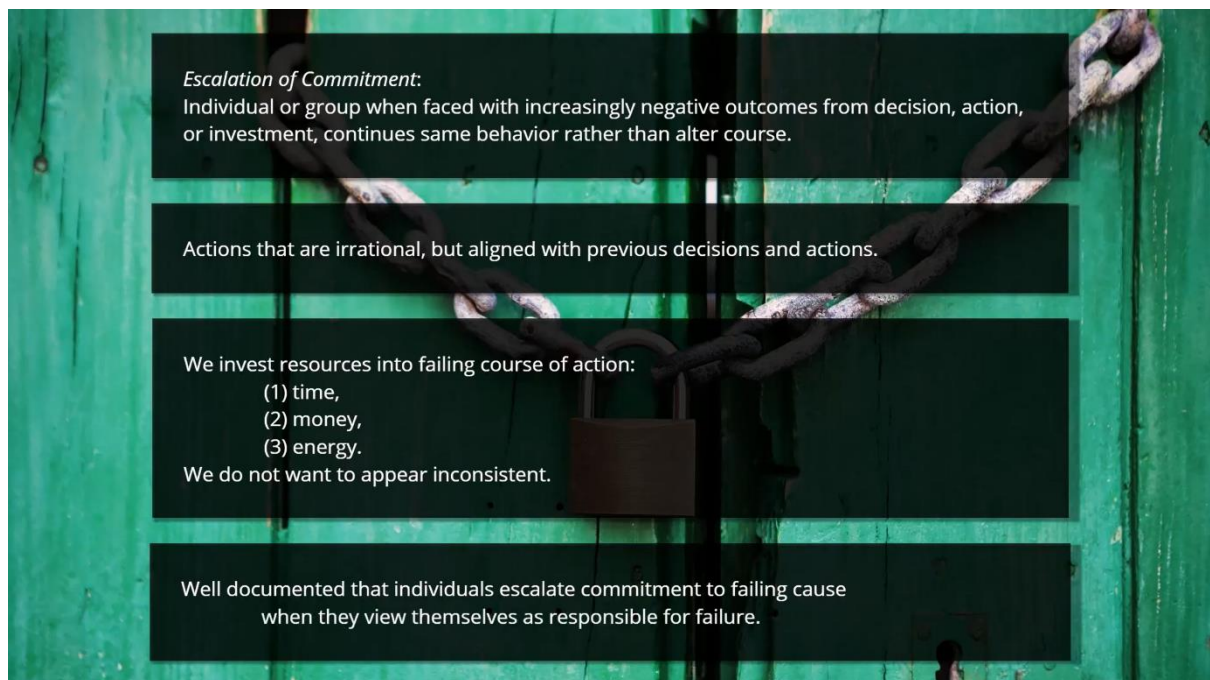 Escalation of Commitment:
Individual or group when faced with increasingly negative outcomes from decision, action,
or investment, continues same behavior rather than alter course.
Actions that are irrational, but aligned with previous decisions and actions.
We invest resources into failing course of action:
(1) time,
(2) money,
(3) energy.
We do not want to appear inconsistent.
Well documented that individuals escalate commitment to failing cause
when they view themselves as responsible for failure.